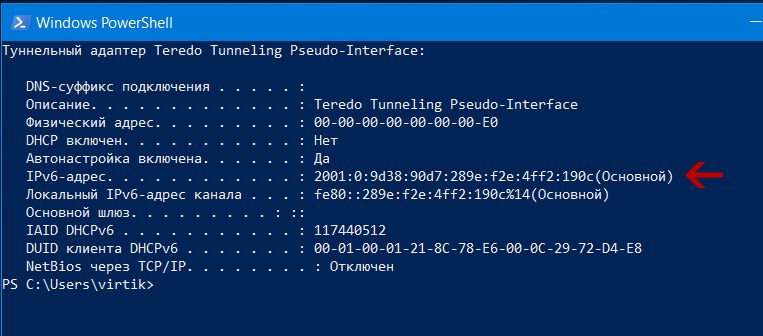 Windows PowerShell
Туннельный адаптер Teredo Tunneling Pseudo-Interface:
DNS-суффикс подключения . . . . . :
Описание. . . . . . . . . . . . . : Teredo Tunneling Pseudo-Interface
Физический адрес. . . . . . . . . : 00-00-00-00-00-00-00-E0
DHCP включен. . . . . . . . . . . : Нет
Автонастройка включена. . . . . . : Да
IPv6-адрес. . . . . . . . . . . . : 2001:0:9d38:90d7:289e:f2e:4ff2:190c(Основной)
Локальный IPv6-адрес канала . . . : fe80::289e:f2e:4ff2:190c%14(Основной)
Основной шлюз. . . . . . . . . : ::
IAID DHCPv6 . . . . . . . . . . . : 117440512
DUID клиента DHCPv6 . . . . . . . : 00-01-00-01-21-8C-78-E6-00-0C-29-72-D4-E8
NetBios через TCP/IP. . . . . . . . : Отключен
PS C:\Users\virtik>